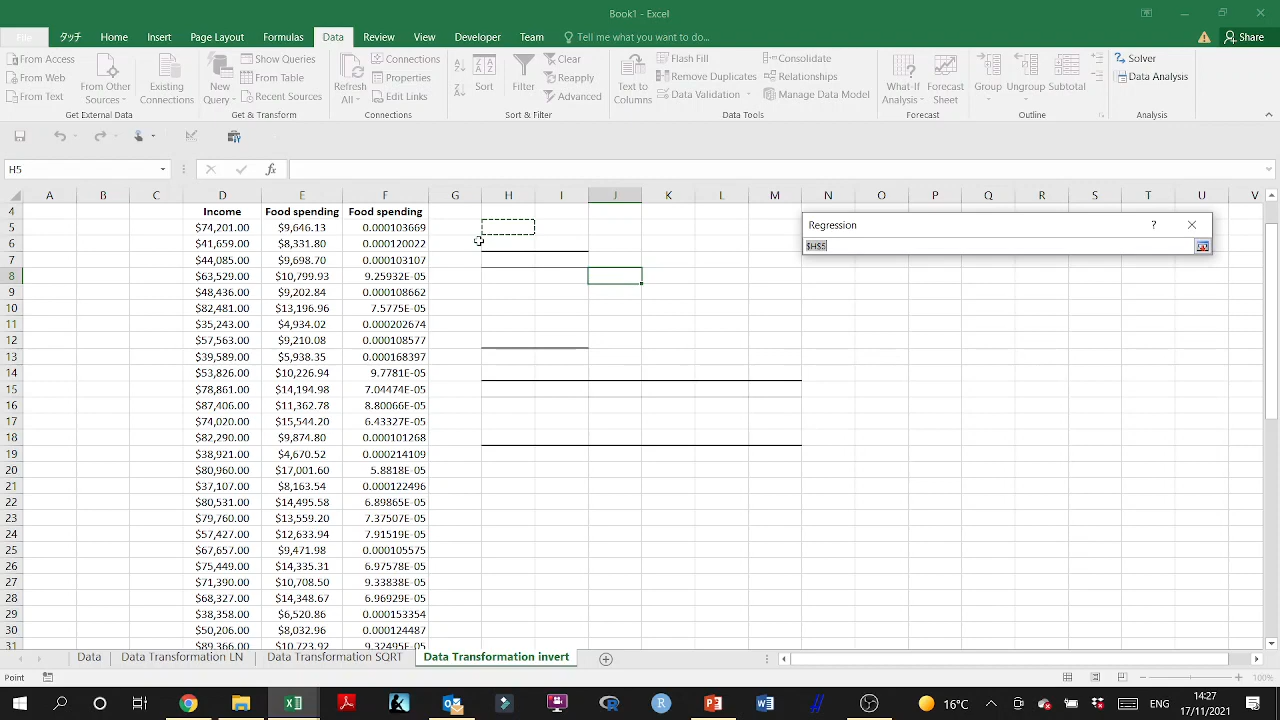 Book1 - Excel
File タッチ Home Insert Page Layout Formulas Data Review View Developer Team Tell me what you want to do... Share
From Access
From Web
From Text
From Other Sources
Existing Connections
Get External Data
New Query
Show Queries
From Table
Recent Sources
Get & Transform
Refresh All
Connections
Properties
Edit Links
Connections
Sort
Filter
Clear
Reapply
Advanced
Sort & Filter
Text to Columns
Flash Fill
Remove Duplicates
Data Validation
Consolidate
Relationships
Manage Data Model
Data Tools
What-If Analysis
Forecast Sheet
Forecast
Group Ungroup Subtotal
Outline
Solver
Data Analysis
Analysis
H5 fx
A B C D E F G H I J K L M N O P Q R S T U V
4 Income Food spending Food spending
5 $74,201.00 $9,646.13 0.000103669
6 $41,659.00 $8,331.80 0.000120022
7 $44,085.00 $9,698.70 0.000103107
8 $63,529.00 $10,799.93 9.25932E-05
9 $48,436.00 $9,202.84 0.000108662
10 $82,481.00 $13,196.96 7.5775E-05
11 $35,243.00 $4,934.02 0.000202674
12 $57,563.00 $9,210.08 0.000108577
13 $39,589.00 $5,938.35 0.000168397
14 $53,826.00 $10,226.94 9.7781E-05
15 $78,861.00 $14,194.98 7.04474E-05
16 $87,406.00 $11,362.78 8.80066E-05
17 $74,020.00 $15,544.20 6.43327E-05
18 $82,290.00 $9,874.80 0.000101268
19 $38,921.00 $4,670.52 0.000214109
20 $80,960.00 $17,001.60 5.8818E-05
21 $37,107.00 $8,163.54 0.000122496
22 $80,531.00 $14,495.58 6.89865E-05
23 $79,760.00 $13,559.20 7.37507E-05
24 $57,427.00 $12,633.94 7.91519E-05
25 $67,657.00 $9,471.98 0.000105575
26 $75,449.00 $14,335.31 6.97578E-05
27 $71,390.00 $10,708.50 9.33838E-05
28 $68,327.00 $14,348.67 6.96929E-05
29 $38,358.00 $6,520.86 0.000153354
30 $50,206.00 $8,032.96 0.000124487
31 $89,366.00 $10,723.92 9.32495E-05
Regression ?
$H$5
Data Data Transformation LN Data Transformation SQRT Data Transformation invert
Point 100%
16°C 14:27
17/11/2021